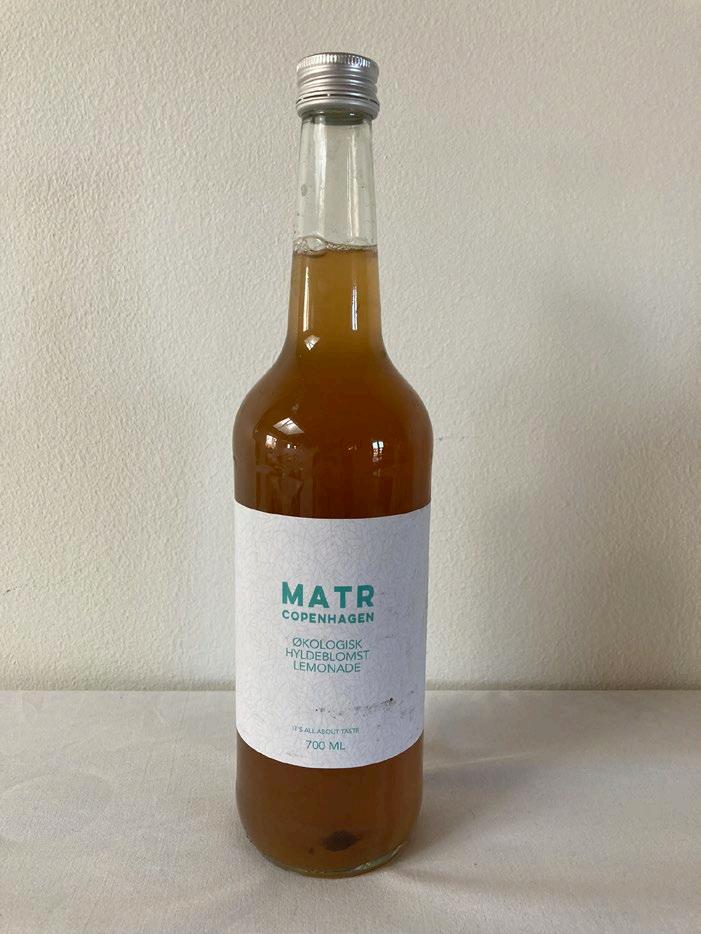 MATR
COPENHAGEN
ØKOLOGISK
HYLDEBLOMST
LEMONADE
IT'S ALL ABOUT TASTE
700 ML